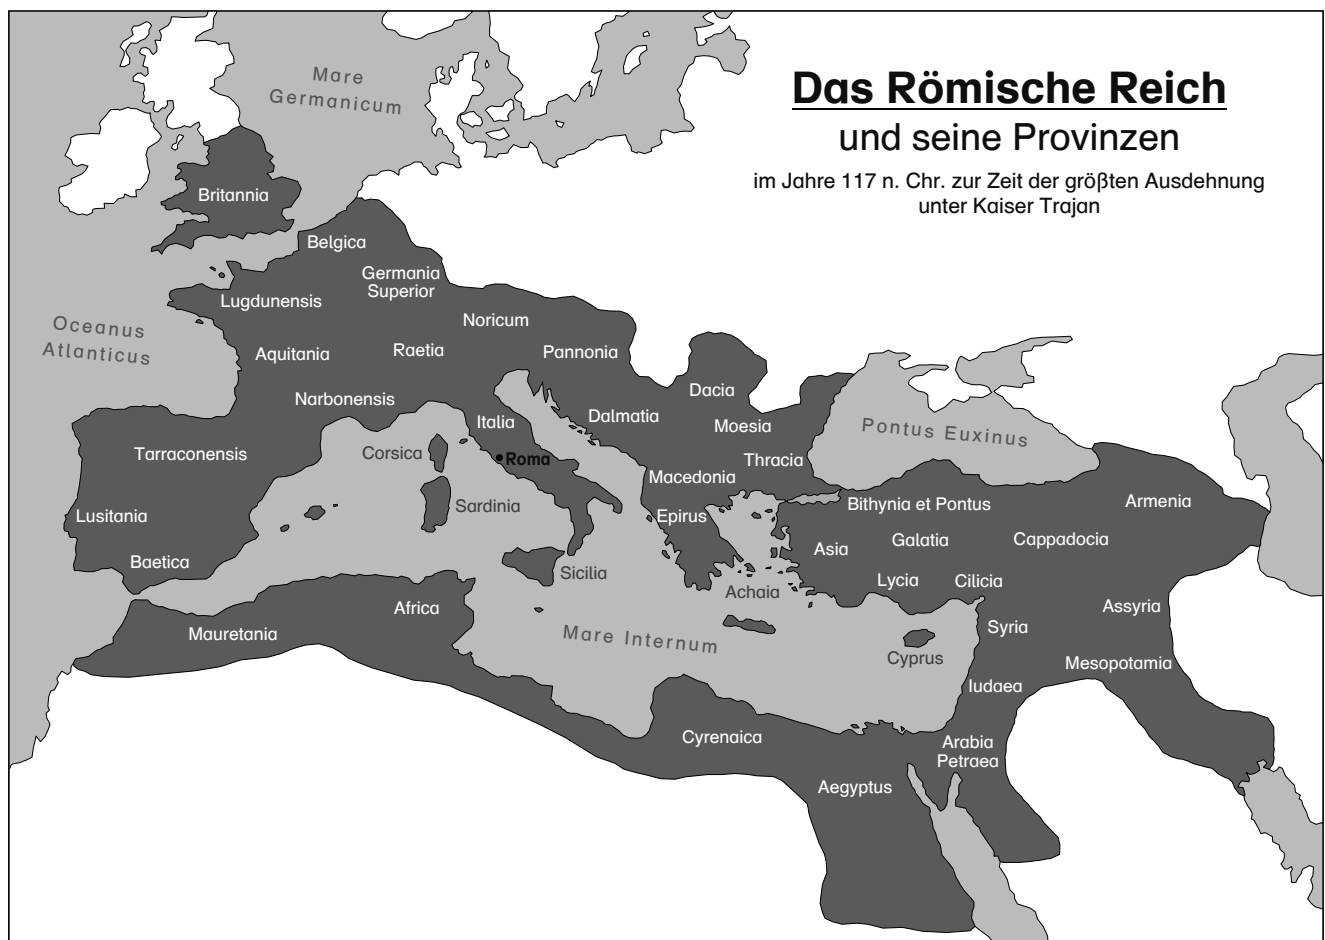 Das Römische Reich
und seine Provinzen
im Jahre 117 n. Chr. zur Zeit der größten Ausdehnung
unter Kaiser Trajan
Mare
Germanicum
Britannia
Belgica
Germania
Superior
Lugdunensis
Noricum
Oceanus
Atlanticus
Aquitania
Raetia
Pannonia
Dacia
Narbonensis
Italia
Dalmatia
Moesia
Pontus Euxinus
Tarraconensis
Corsica
Roma
Thracia
Macedonia
Sardinia
Lusitania
Epirus
Bithynia et Pontus
Armenia
Baetica
Sicilia
Asia
Galatia
Cappadocia
Achaia
Lycia
Cilicia
Mauretania
Africa
Mare Internum
Syria
Assyria
Cyprus
Mesopotamia
Iudaea
Cyrenaica
Arabia
Petraea
Aegyptus